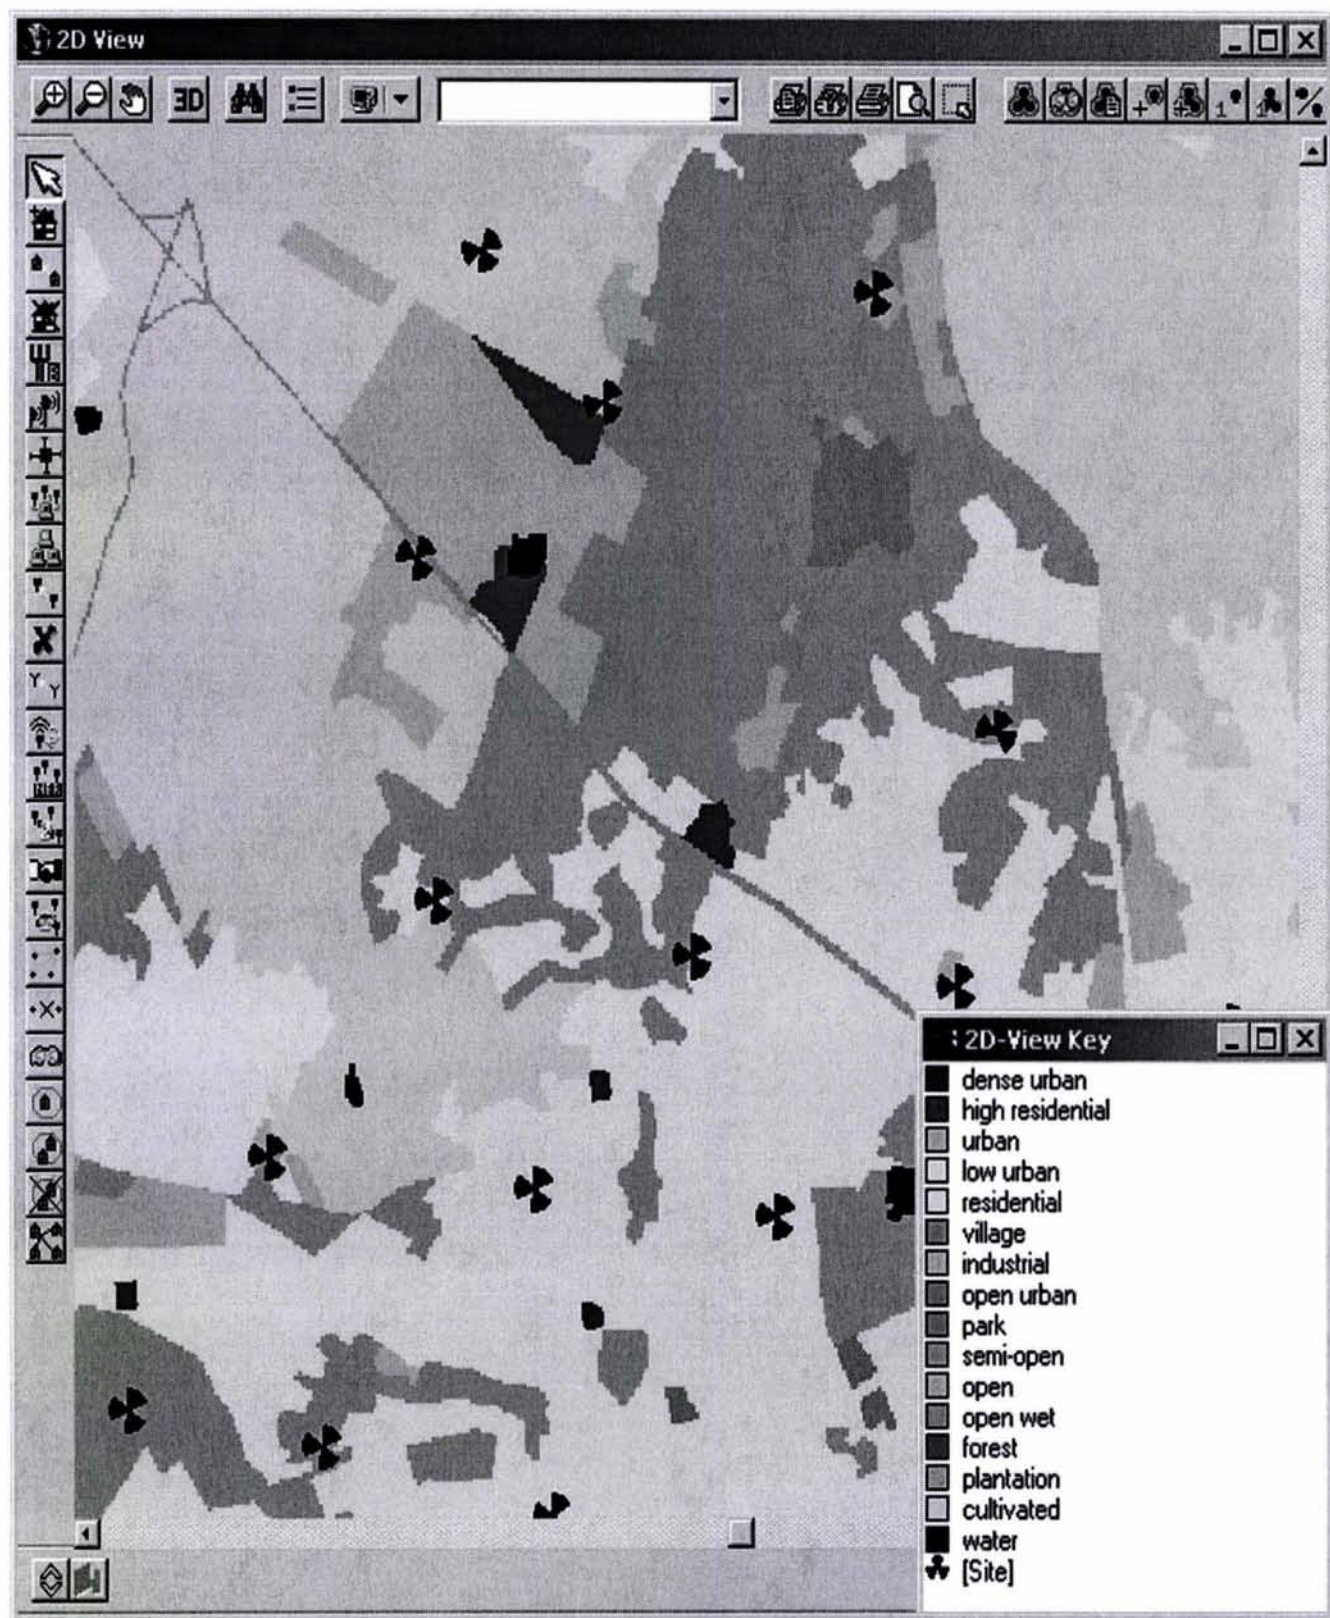 2D View
3D
2D-View Key
dense urban
high residential
urban
low urban
residential
village
industrial
open urban
park
semi-open
open
open wet
forest
plantation
cultivated
water
[Site]